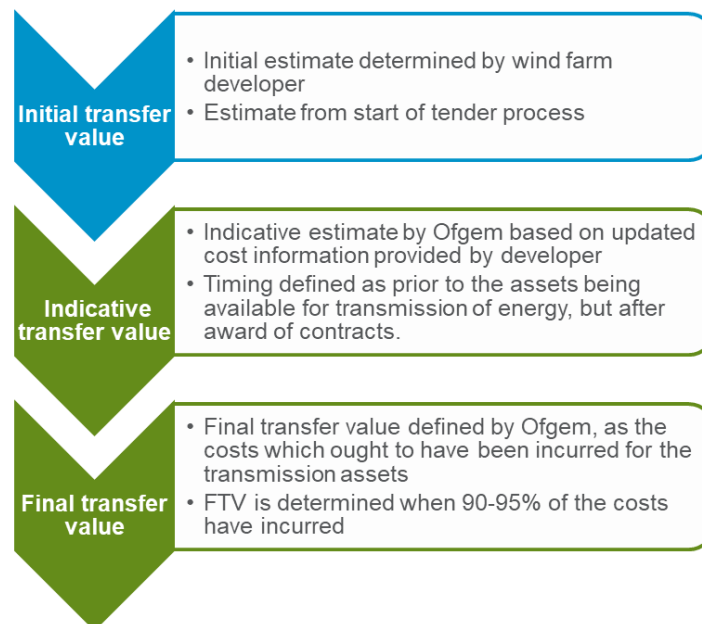 Initial transfer
value
• Initial estimate determined by wind farm
developer
• Estimate from start of tender process
Indicative
transfer value
• Indicative estimate by Ofgem based on updated
cost information provided by developer
• Timing defined as prior to the assets being
available for transmission of energy, but after
award of contracts.
Final transfer
value
• Final transfer value defined by Ofgem, as the
costs which ought to have been incurred for the
transmission assets
• FTV is determined when 90-95% of the costs
have incurred